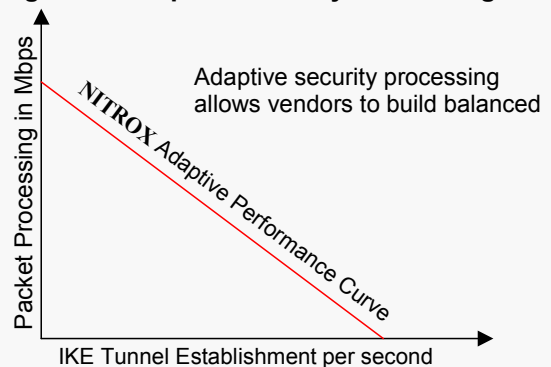 Adaptive security processing
allows vendors to build balanced
NITROX Adaptive Performance Curve
Packet Processing in Mbps
IKE Tunnel Establishment per second